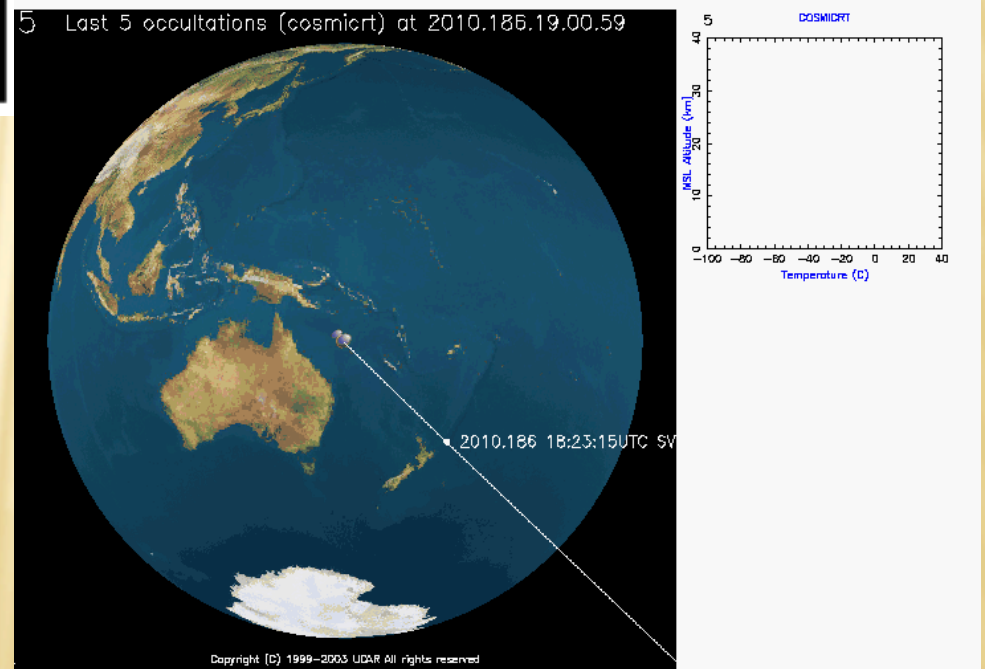 5 Last 5 occultations (cosmicrt) at 2010.186.19.00.59
2010.186 18:23:15UTC SV
Copyright (C) 1999-2003 UCAR All rights reserved
5
COSMICRT
MSL Altitude (km)
40
30
20
10
0
-100 -80 -60 -40 -20 0 20 40
Temperature (C)